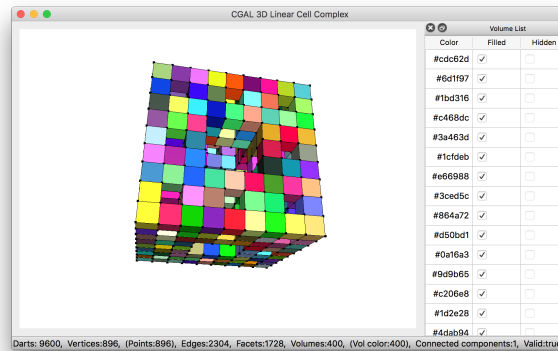 CGAL 3D Linear Cell Complex
Volume List
Color Filled Hidden
#cdc62d
#6d1f97
#1bd316
#c468dc
#3a463d
#1cfdeb
#e66988
#3ced5c
#864a72
#d50bd1
#0a16a3
#9d9b65
#c206e8
#1d2e28
#4dab94
Darts: 9600, Vertices:896, (Points:896), Edges:2304, Facets:1728, Volumes:400, (Vol color:400), Connected components:1, Valid:true